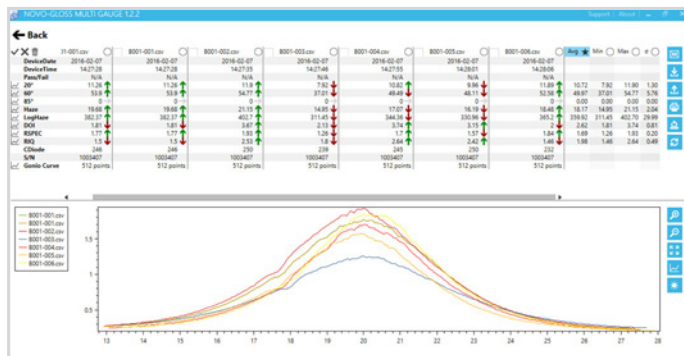 NOVO-GLOSS MULTI GAUGE 1.2.2 Support About
Back
B001-001.csv B001-002.csv B001-003.csv B001-004.csv B001-005.csv B001-006.csv Avg Min Max σ
DeviceDate 2016-02-07 2016-02-07 2016-02-07 2016-02-07 2016-02-07 2016-02-07 2016-02-07
DeviceTime 14:27:28 14:27:28 14:27:35 14:27:46 14:27:55 14:28:01 14:28:06
Pass/Fail N/A N/A N/A N/A N/A N/A N/A
20° 11.26 11.26 11.9 7.92 10.82 9.96 11.89 10.72 7.92 11.90 1.30
60° 53.9 53.9 54.77 37.01 49.49 48.11 52.58 49.97 37.01 54.77 5.76
85° 0 0 0 0 0 0 0 0.00 0.00 0.00 0.00
Haze 19.68 19.68 21.15 14.95 17.07 16.19 18.46 18.17 14.95 21.15 2.04
LogHaze 382.37 382.37 402.7 311.45 344.36 330.96 365.2 359.92 311.45 402.70 29.99
DOI 1.81 1.81 3.67 2.13 3.74 3.15 2 2.62 1.81 3.74 0.81
RSPEC 1.77 1.77 1.93 1.26 1.7 1.57 1.84 1.69 1.26 1.93 0.20
RIQ 1.5 1.5 2.53 1.8 2.64 2.42 1.46 1.98 1.46 2.64 0.49
CDiode 246 246 250 239 245 250 232
S/N 1003407 1003407 1003407 1003407 1003407 1003407 1003407
Gonio Curve 512 points 512 points 512 points 512 points 512 points 512 points 512 points
B001-001.csv
B001-001.csv
B001-002.csv
B001-003.csv
B001-004.csv
B001-005.csv
B001-006.csv
1.5
1
0.5
13 14 15 16 17 18 19 20 21 22 23 24 25 26 27 28